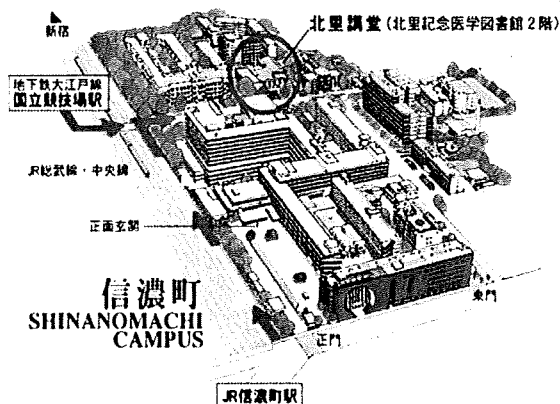 新宿
北里講堂 (北里記念医学図書館2階)
地下鉄大江戸線
国立競技場駅
JR総武線・中央線
正面玄関
信濃町
SHINANOMACHI
CAMPUS
東門
正門
JR信濃町駅